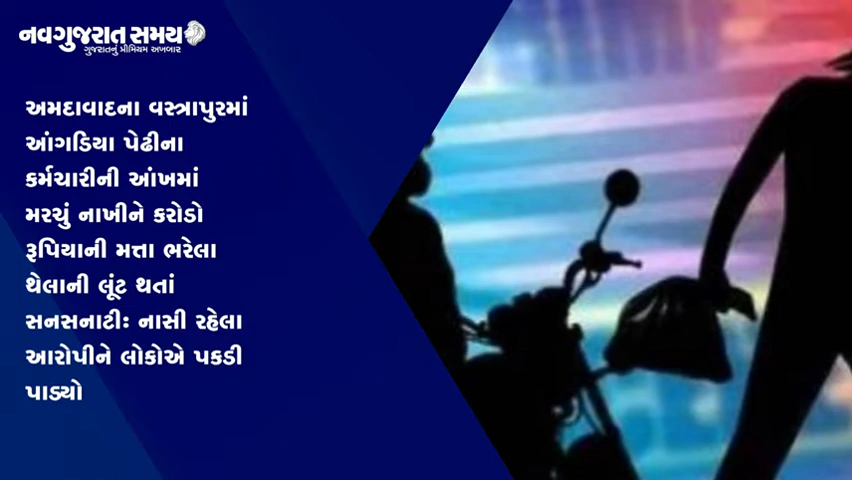 નવગુજરાત સમય
ગુજરાતનું પ્રીમિયમ અખબાર
અમદાવાદના વસ્ત્રાપુરમાં
આંગડિયા પેઢીના
કર્મચારીની આંખમાં
મરચું નાખીને કરોડો
રૂપિયાની મત્તા ભરેલા
થેલાની લૂંટ થતાં
સનસનાટીઃ નાસી રહેલા
આરોપીને લોકોએ પકડી
પાડ્યો